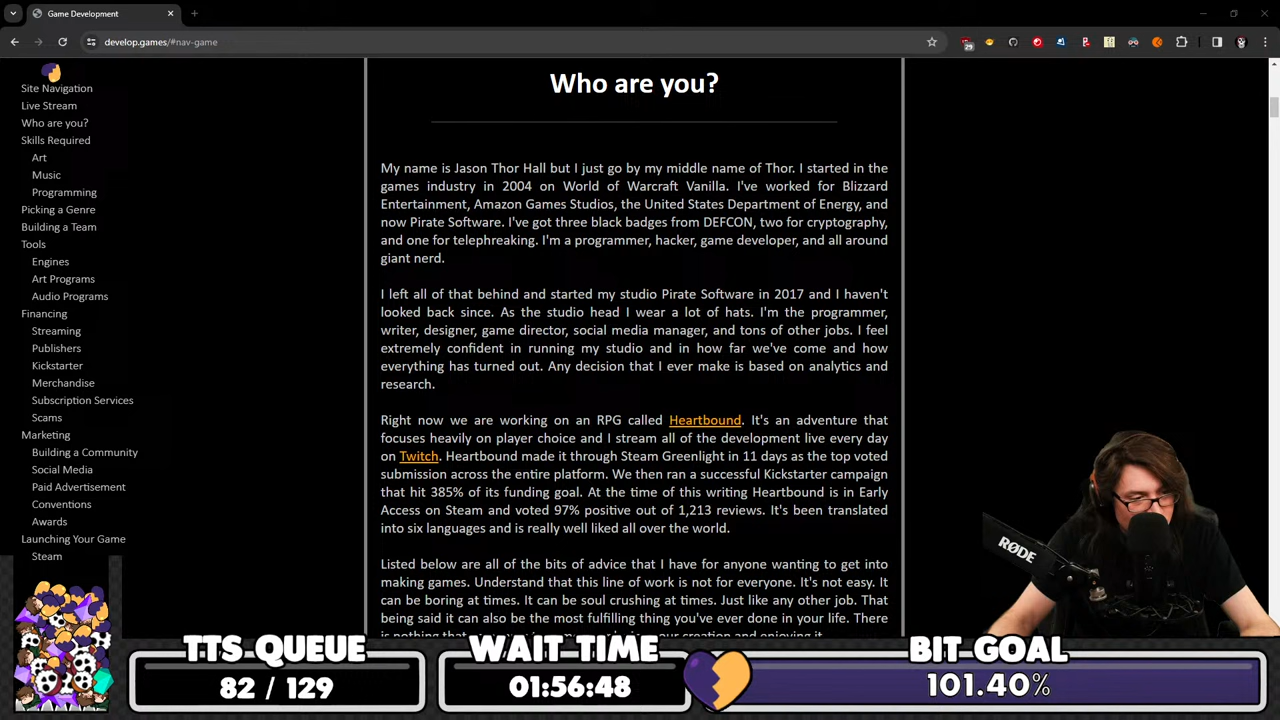 Game Development
develop.games/#nav-game
29
Site Navigation
Live Stream
Who are you?
Skills Required
Art
Music
Programming
Picking a Genre
Building a Team
Tools
Engines
Art Programs
Audio Programs
Financing
Streaming
Publishers
Kickstarter
Merchandise
Subscription Services
Scams
Marketing
Building a Community
Social Media
Paid Advertisement
Conventions
Awards
Launching Your Game
Steam
Who are you?
My name is Jason Thor Hall but I just go by my middle name of Thor. I started in the
games industry in 2004 on World of Warcraft Vanilla. I've worked for Blizzard
Entertainment, Amazon Games Studios, the United States Department of Energy, and
now Pirate Software. I've got three black badges from DEFCON, two for cryptography,
and one for telephreaking. I'm a programmer, hacker, game developer, and all around
giant nerd.
I left all of that behind and started my studio Pirate Software in 2017 and I haven't
looked back since. As the studio head I wear a lot of hats. I'm the programmer,
writer, designer, game director, social media manager, and tons of other jobs. I feel
extremely confident in running my studio and in how far we've come and how
everything has turned out. Any decision that I ever make is based on analytics and
research.
Right now we are working on an RPG called Heartbound. It's an adventure that
focuses heavily on player choice and I stream all of the development live every day
on Twitch. Heartbound made it through Steam Greenlight in 11 days as the top voted
submission across the entire platform. We then ran a successful Kickstarter campaign
that hit 385% of its funding goal. At the time of this writing Heartbound is in Early
Access on Steam and voted 97% positive out of 1,213 reviews. It's been translated
into six languages and is really well liked all over the world.
Listed below are all of the bits of advice that I have for anyone wanting to get into
making games. Understand that this line of work is not for everyone. It's not easy. It
can be boring at times. It can be soul crushing at times. Just like any other job. That
being said it can also be the most fulfilling thing you've ever done in your life. There
RØDE
TTS QUEUE
82 / 129
WAIT TIME
01:56:48
BIT GOAL
101.40%